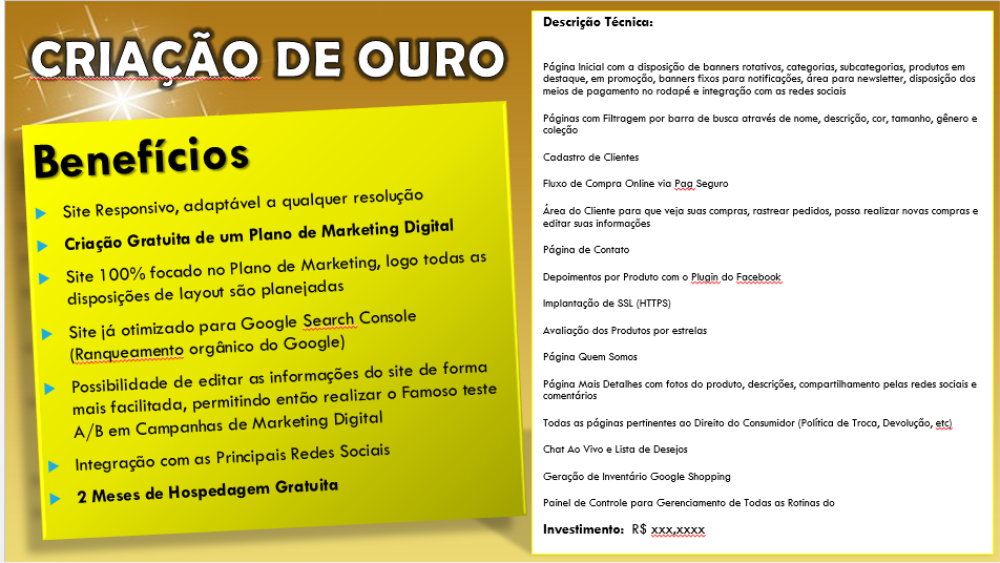 CRIAÇÃO DE OURO
Benefícios
Site Responsivo, adaptável a qualquer resolução
Criação Gratuita de um Plano de Marketing Digital
Site 100% focado no Plano de Marketing, logo todas as
disposições de layout são planejadas
Site já otimizado para Google Search Console
(Ranqueamento orgânico do Google)
Possibilidade de editar as informações do site de forma
mais facilitada, permitindo então realizar o Famoso teste
A/B em Campanhas de Marketing Digital
Integração com as Principais Redes Sociais
2 Meses de Hospedagem Gratuita
Descrição Técnica:
Página Inicial com a disposição de banners rotativos, categorias, subcategorias, produtos em
destaque, em promoção, banners fixos para notificações, área para newsletter, disposição dos
meios de pagamento no rodapé e integração com as redes sociais
Páginas com Filtragem por barra de busca através de nome, descrição, cor, tamanho, gênero e
coleção
Cadastro de Clientes
Fluxo de Compra Online via Pag Seguro
Área do Cliente para que veja suas compras, rastrear pedidos, possa realizar novas compras e
editar suas informações
Página de Contato
Depoimentos por Produto com o Plugin do Facebook
Implantação de SSL (HTTPS)
Avaliação dos Produtos por estrelas
Página Quem Somos
Página Mais Detalhes com fotos do produto, descrições, compartilhamento pelas redes sociais e
comentários
Todas as páginas pertinentes ao Direito do Consumidor (Política de Troca, Devolução, etc)
Chat Ao Vivo e Lista de Desejos
Geração de Inventário Google Shopping
Painel de Controle para Gerenciamento de Todas as Rotinas do
Investimento: R$ xxx,xxxx